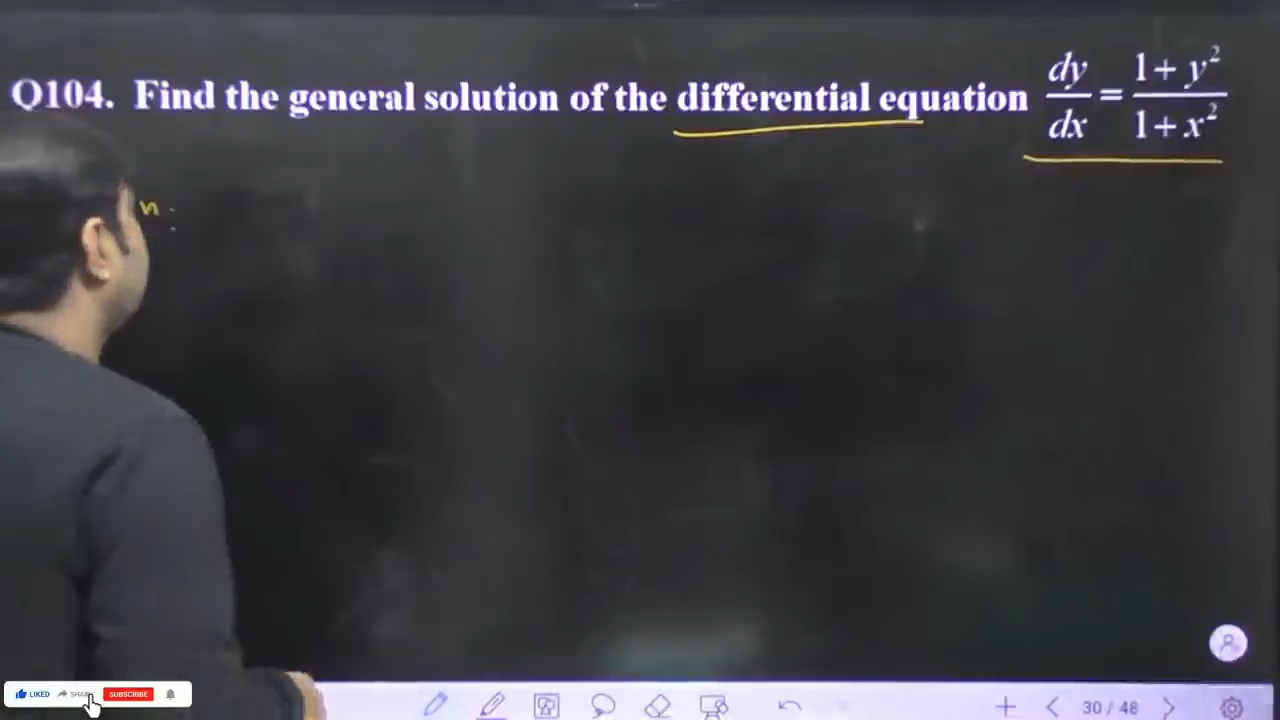 Q104. Find the general solution of the differential equation dy/dx = 1 + y²/1 + x²
n :
LIKED SHARE SUBSCRIBE
30 / 48